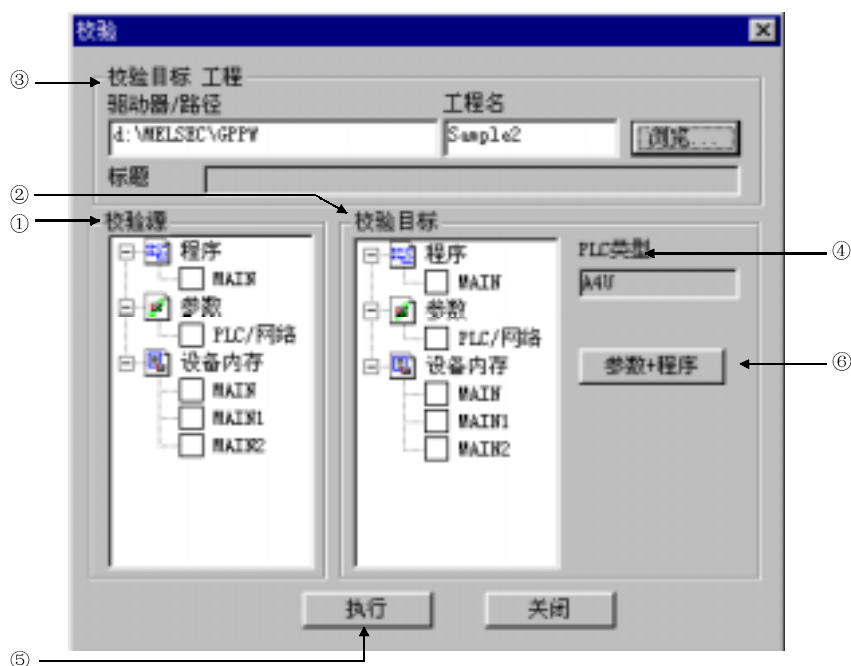 校验
③
校验目标 工程
驱动器/路径 工程名
d:\MELSEC\GPPW Sample2 浏览...
标题
②
① 校验源 校验目标
程序 程序 PLC类型 ④
MAIN MAIN A4U
参数 参数
PLC/网络 PLC/网络
设备内存 设备内存 参数+程序 ⑥
MAIN MAIN
MAIN1 MAIN1
MAIN2 MAIN2
执行 关闭
⑤